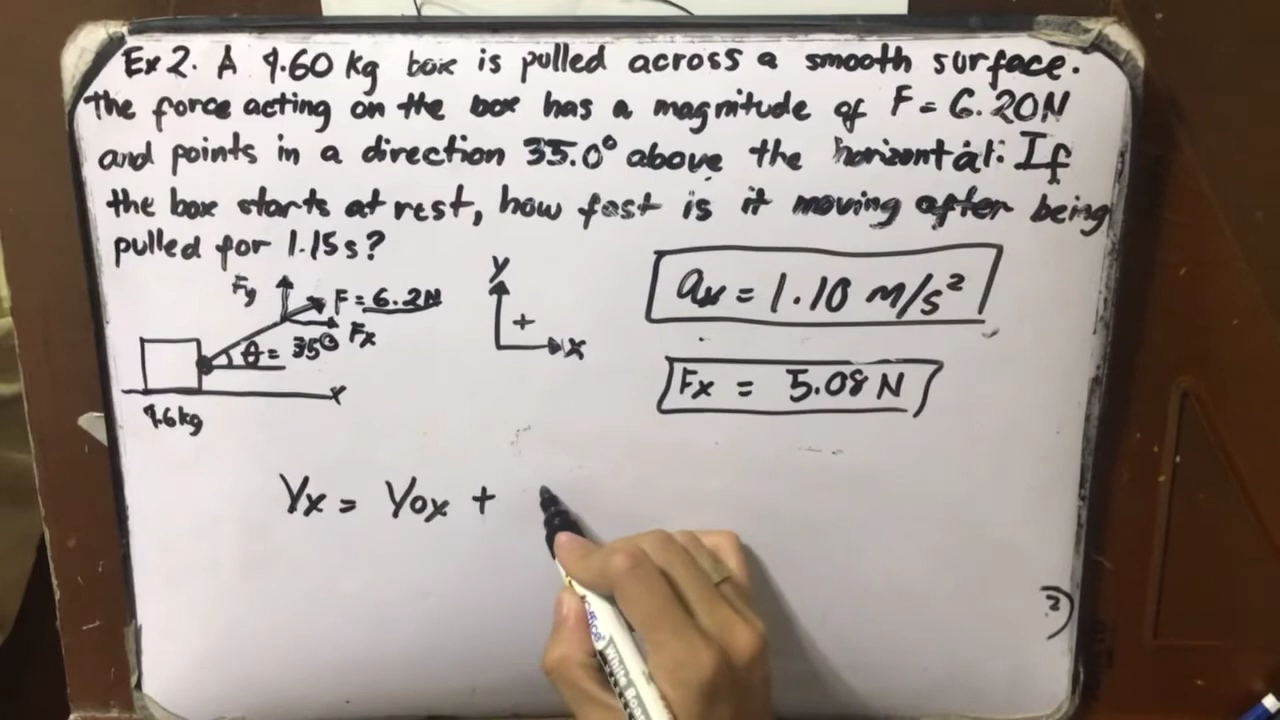 Ex 2. A 4.60 kg box is pulled across a smooth surface.
The force acting on the box has a magnitude of F = 6.20N
and points in a direction 35.0° above the horizontal. If
the box starts at rest, how fast is it moving after being
pulled for 1.15s?
Fy
F = 6.2N
Fx
θ = 35°
4.6kg
x
y
+
x
ax = 1.10 m/s²
Fx = 5.08 N
Vx = V0x +
White Boa